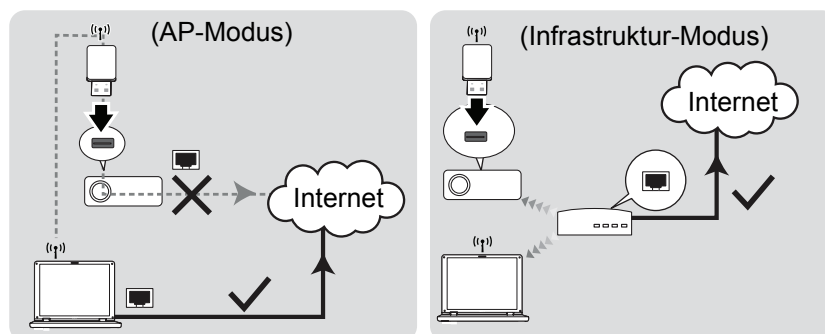 (AP-Modus)
Internet
(Infrastruktur-Modus)
Internet